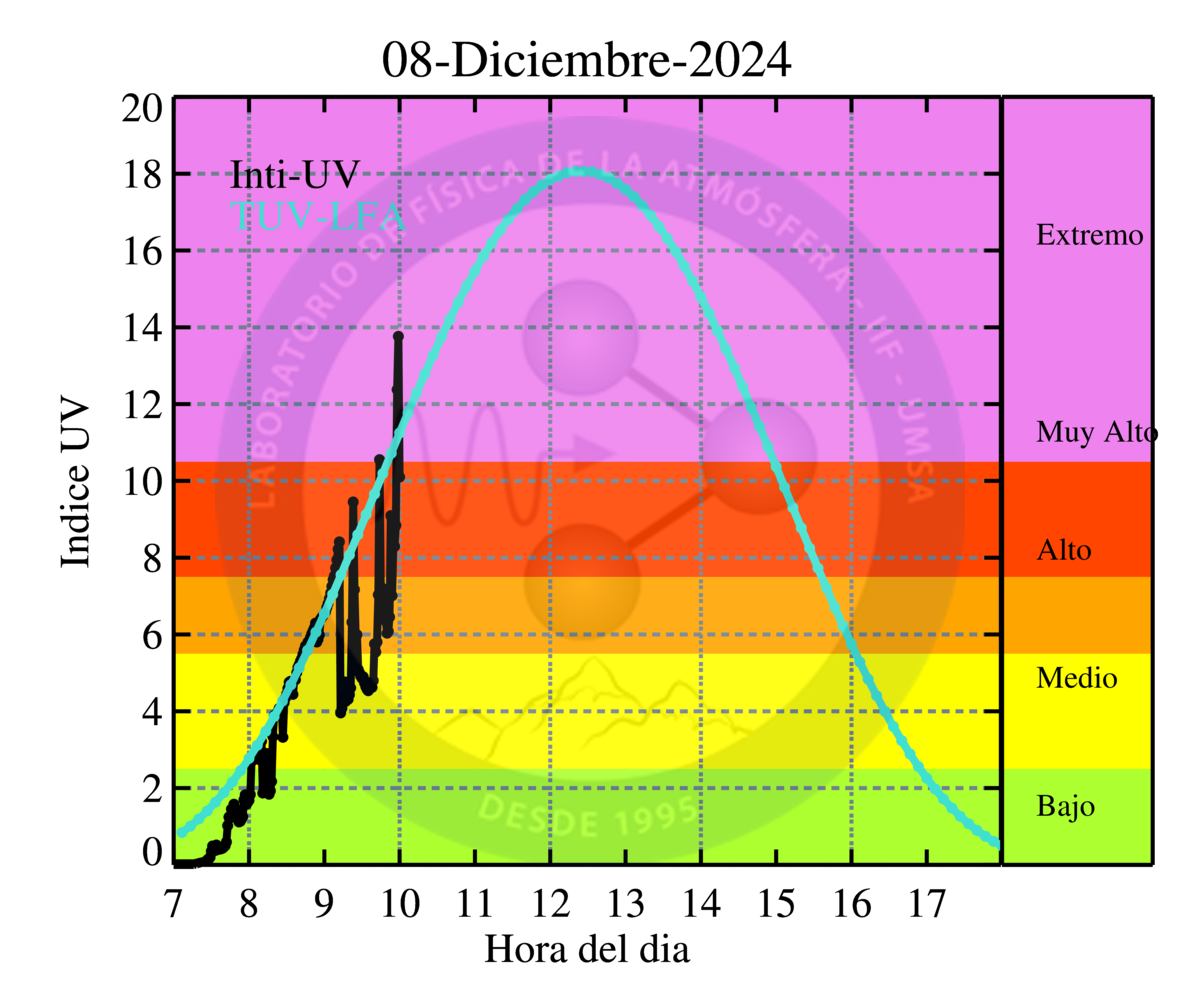 08-Diciembre-2024
20
18
16
14
12
10
8
6
4
2
0
Indice UV
Inti-UV
TUV-LFA
LABORATORIO DE FÍSICA DE LA ATMÓSFERA - IIF - UMSA
DESDE 1995
Extremo
Muy Alto
Alto
Medio
Bajo
7 8 9 10 11 12 13 14 15 16 17
Hora del dia